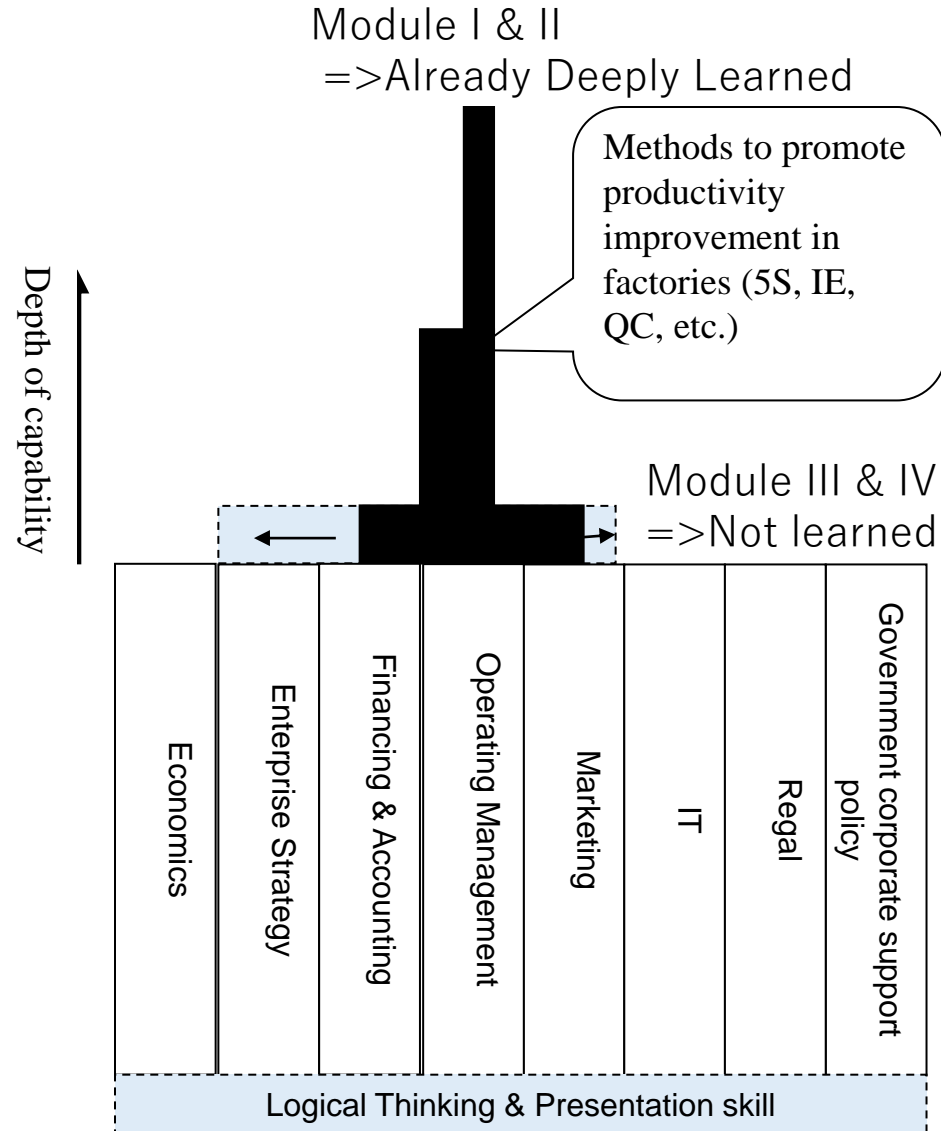 Module I & II
=>Already Deeply Learned
Methods to promote
productivity
improvement in
factories (5S, IE,
QC, etc.)
Depth of capability
Module III & IV
=>Not learned
Economics
Enterprise Strategy
Financing & Accounting
Operating Management
Marketing
IT
Regal
Government corporate support
policy
Logical Thinking & Presentation skill